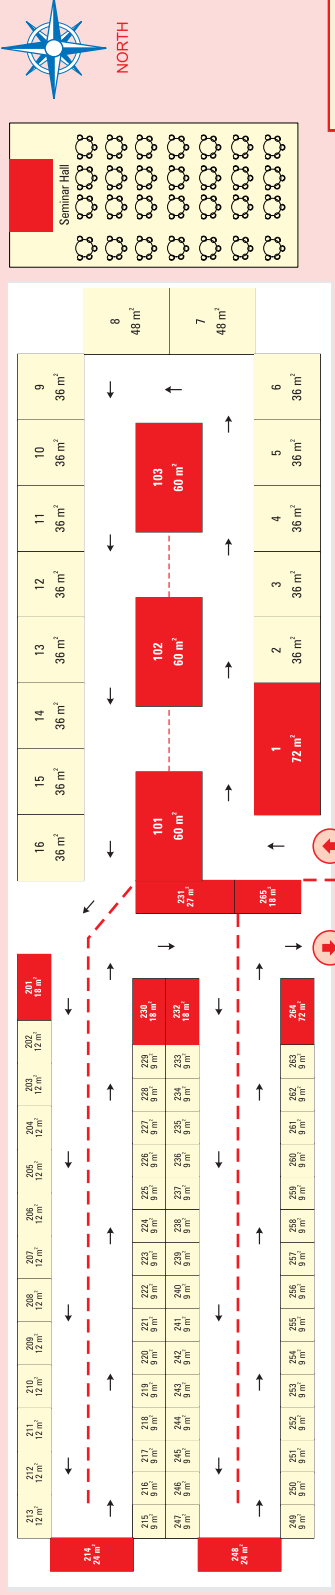 NORTH
Seminar Hall
8
48 m²
7
48 m²
9
36 m²
10
36 m²
11
36 m²
12
36 m²
13
36 m²
14
36 m²
15
36 m²
16
36 m²
103
60 m²
102
60 m²
101
60 m²
6
36 m²
5
36 m²
4
36 m²
3
36 m²
2
36 m²
1
72 m²
231
27 m²
265
18 m²
201
18 m²
202
12 m²
203
12 m²
204
12 m²
205
12 m²
206
12 m²
207
12 m²
208
12 m²
209
12 m²
210
12 m²
211
12 m²
212
12 m²
213
12 m²
214
24 m²
230
18 m²
229
9 m²
228
9 m²
227
9 m²
226
9 m²
225
9 m²
224
9 m²
223
9 m²
222
9 m²
221
9 m²
220
9 m²
219
9 m²
218
9 m²
217
9 m²
216
9 m²
215
9 m²
232
18 m²
233
9 m²
234
9 m²
235
9 m²
236
9 m²
237
9 m²
238
9 m²
239
9 m²
240
9 m²
241
9 m²
242
9 m²
243
9 m²
244
9 m²
245
9 m²
246
9 m²
247
9 m²
248
24 m²
264
72 m²
263
9 m²
262
9 m²
261
9 m²
260
9 m²
259
9 m²
258
9 m²
257
9 m²
256
9 m²
255
9 m²
254
9 m²
253
9 m²
252
9 m²
251
9 m²
250
9 m²
249
9 m²